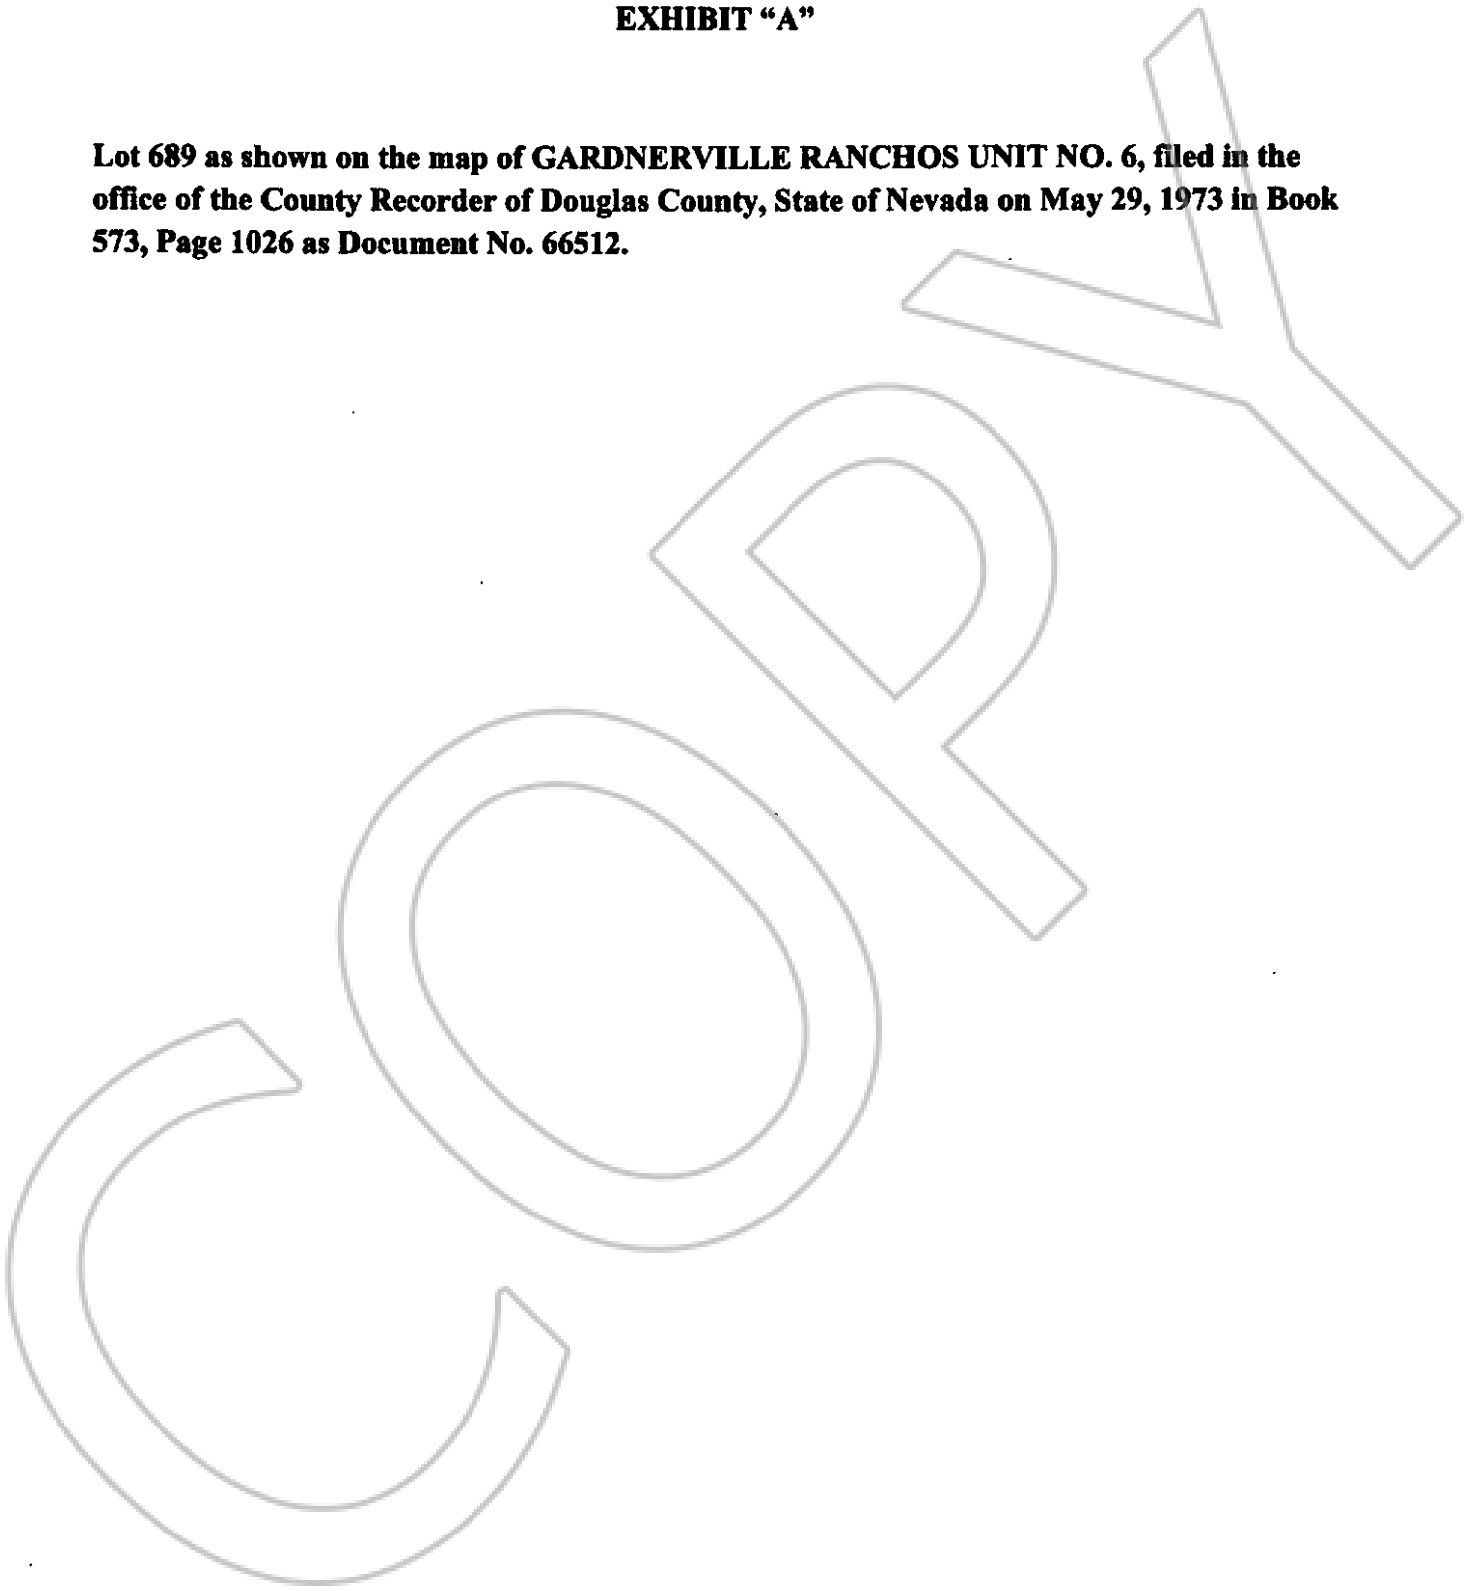 EXHIBIT “A”
Lot 689 as shown on the map of GARDNERVILLE RANCHOS UNIT NO. 6, filed in the
office of the County Recorder of Douglas County, State of Nevada on May 29, 1973 in Book
573, Page 1026 as Document No. 66512.
COPY